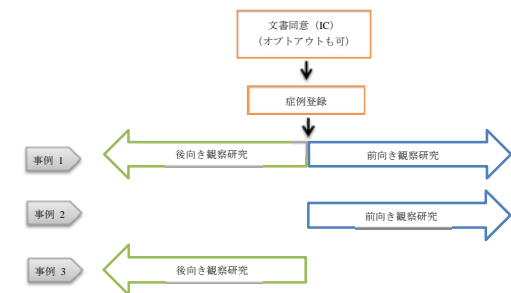 文書同意（IC）
（オプトアウトも可）
症例登録
事例 1
後向き観察研究
前向き観察研究
事例 2
前向き観察研究
事例 3
後向き観察研究